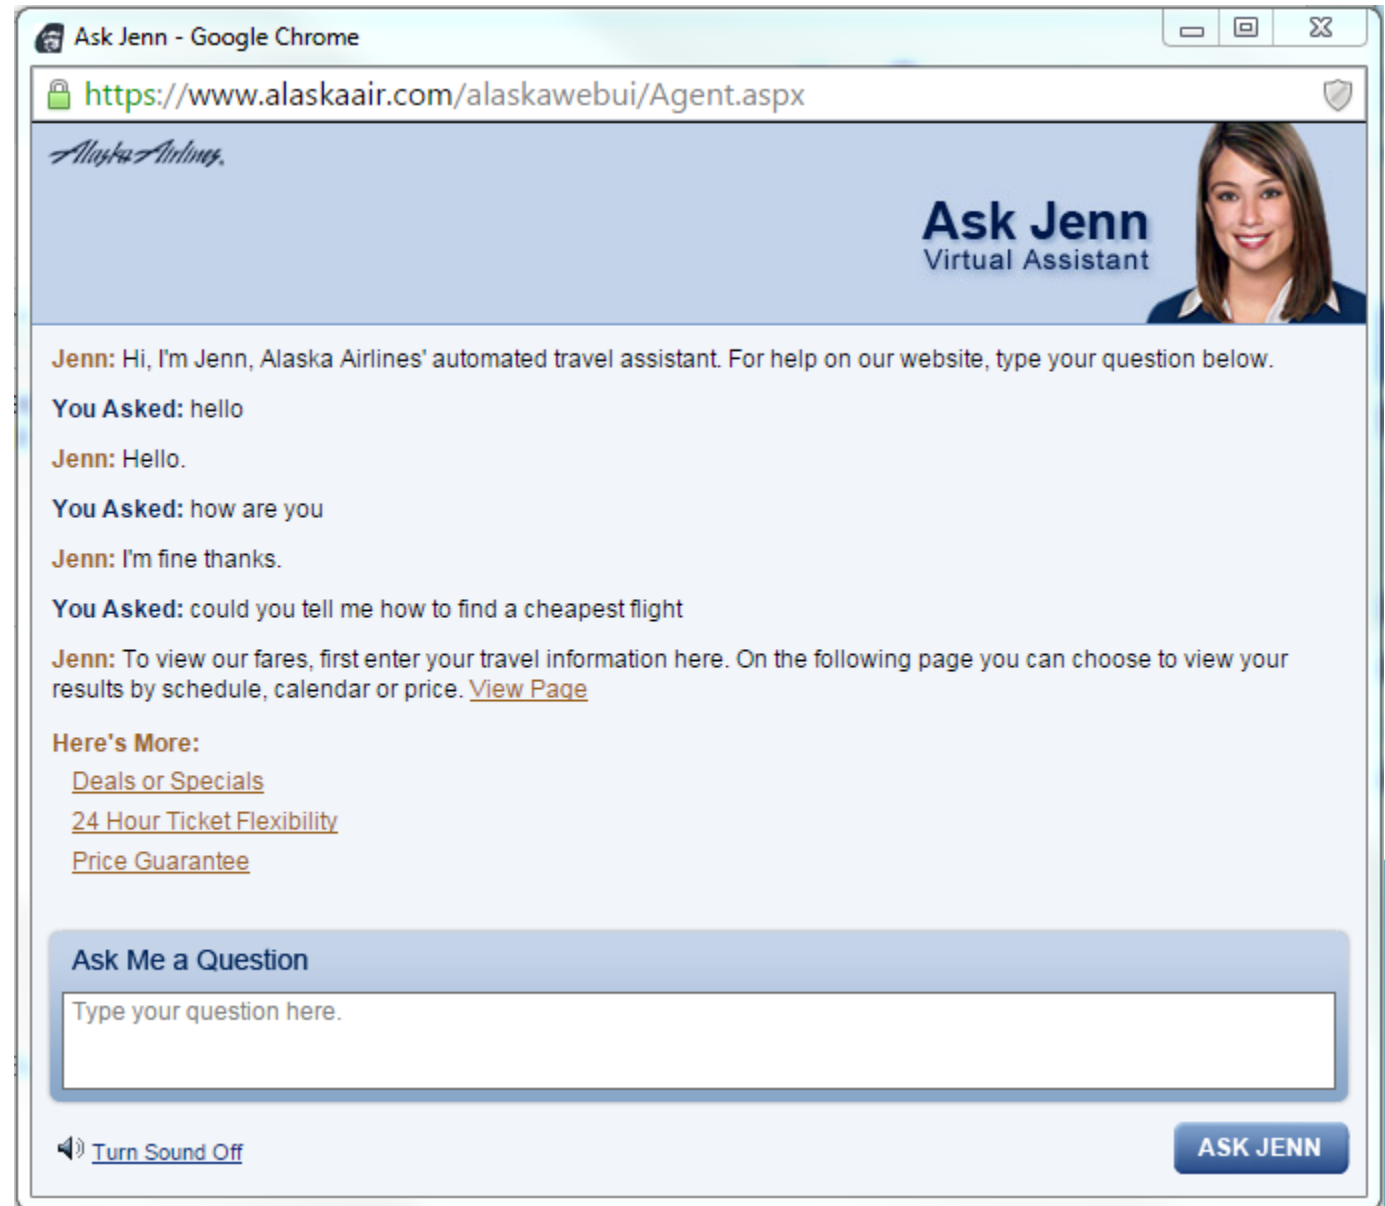 Ask Jenn - Google Chrome
https://www.alaskaair.com/alaskawebui/Agent.aspx
Alaska Airlines.
Ask Jenn
Virtual Assistant
Jenn: Hi, I'm Jenn, Alaska Airlines' automated travel assistant. For help on our website, type your question below.
You Asked: hello
Jenn: Hello.
You Asked: how are you
Jenn: I'm fine thanks.
You Asked: could you tell me how to find a cheapest flight
Jenn: To view our fares, first enter your travel information here. On the following page you can choose to view your
results by schedule, calendar or price. View Page
Here's More:
Deals or Specials
24 Hour Ticket Flexibility
Price Guarantee
Ask Me a Question
Type your question here.
Turn Sound Off
ASK JENN